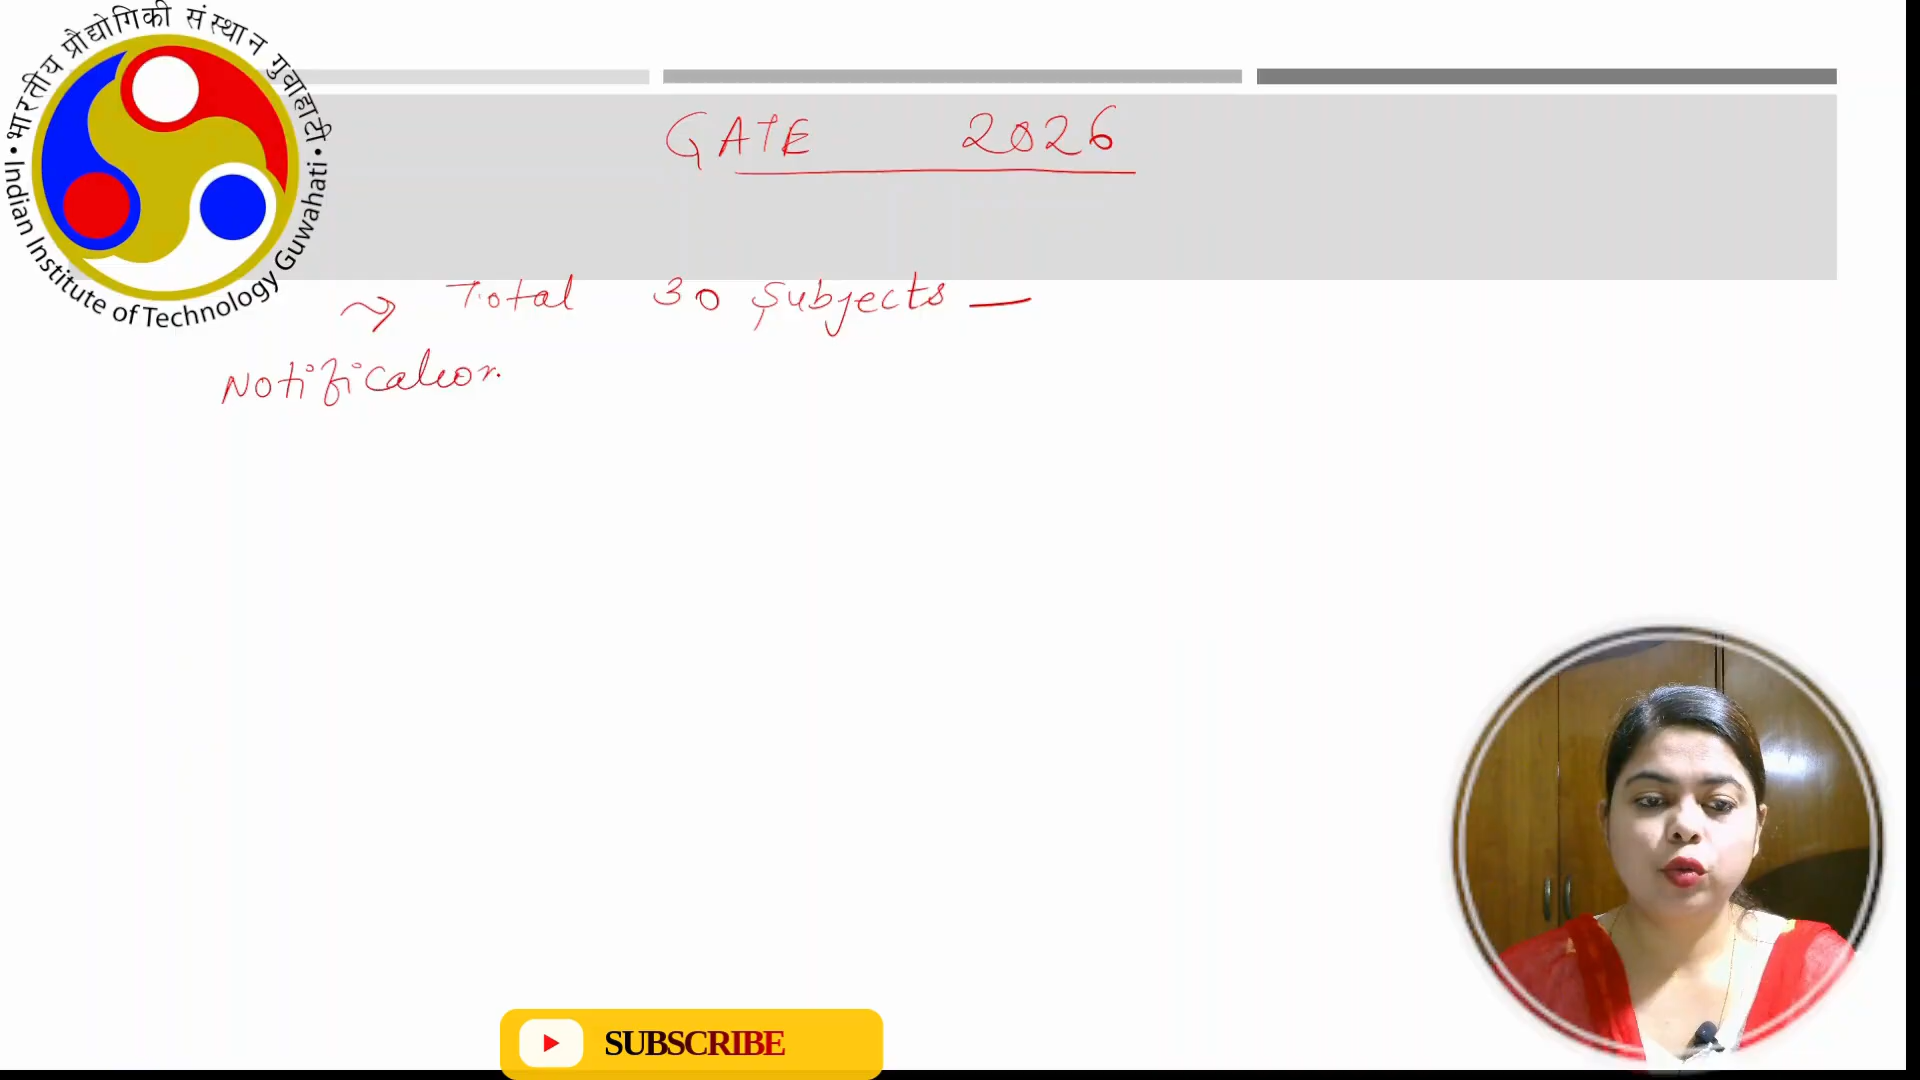 भारतीय प्रौद्योगिकी संस्थान गुवाहाटी
Indian Institute of Technology Guwahati
GATE 2026
Total 30 Subjects —
Notification
SUBSCRIBE